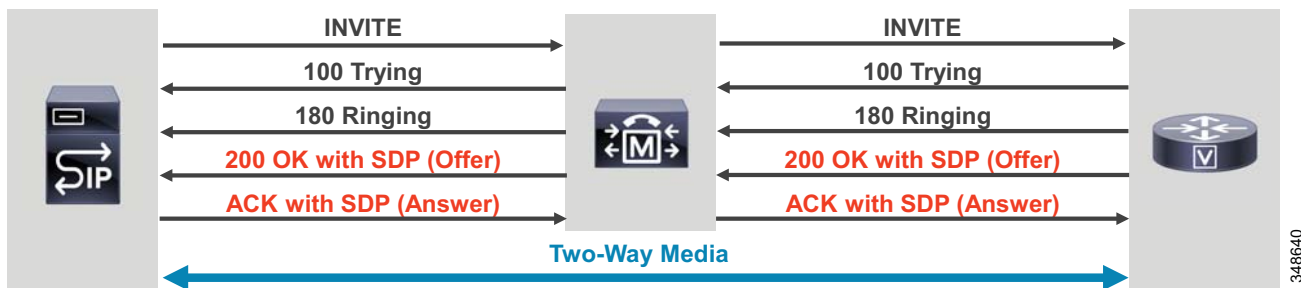 INVITE
INVITE
100 Trying
100 Trying
180 Ringing
180 Ringing
200 OK with SDP (Offer)
200 OK with SDP (Offer)
ACK with SDP (Answer)
ACK with SDP (Answer)
Two-Way Media
SIP
M
V
348640